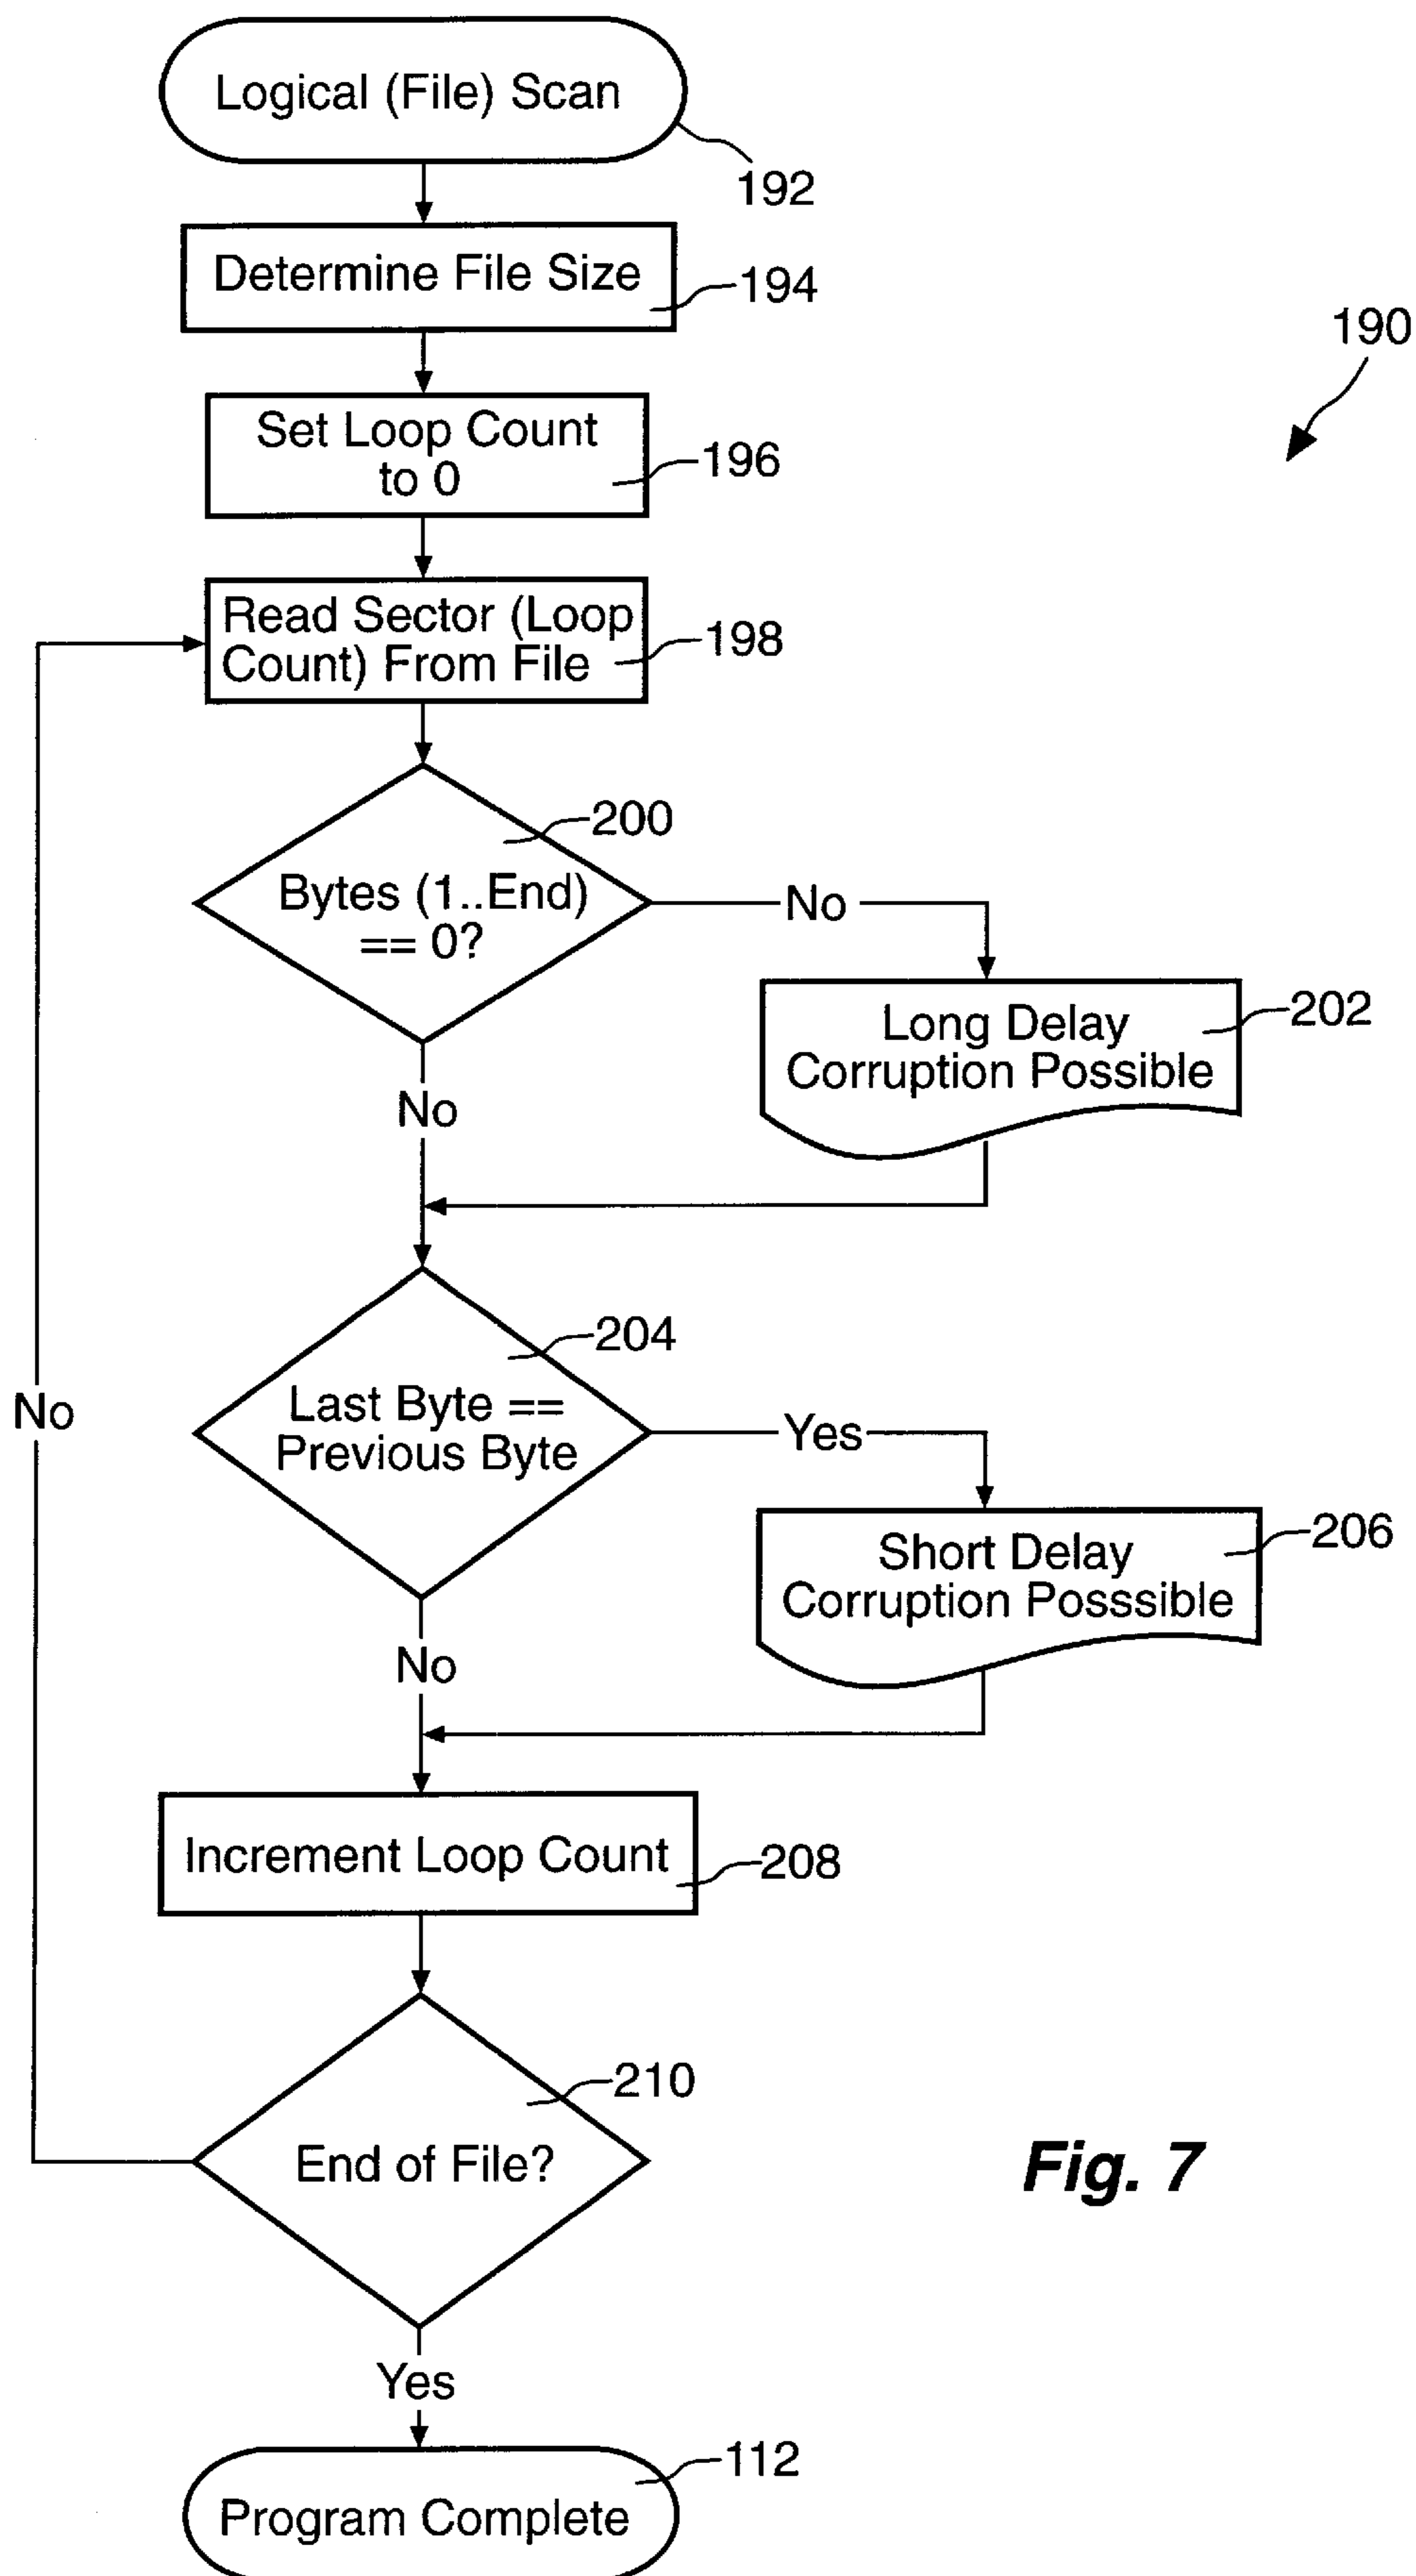 Logical (File) Scan
192
Determine File Size
194
190
Set Loop Count
to 0
196
Read Sector (Loop
Count) From File
198
200
Bytes (1..End)
== 0?
No
Long Delay
Corruption Possible
202
No
204
Last Byte ==
Previous Byte
Yes
No
Short Delay
Corruption Posssible
206
No
Increment Loop Count
208
210
End of File?
Fig. 7
Yes
112
Program Complete